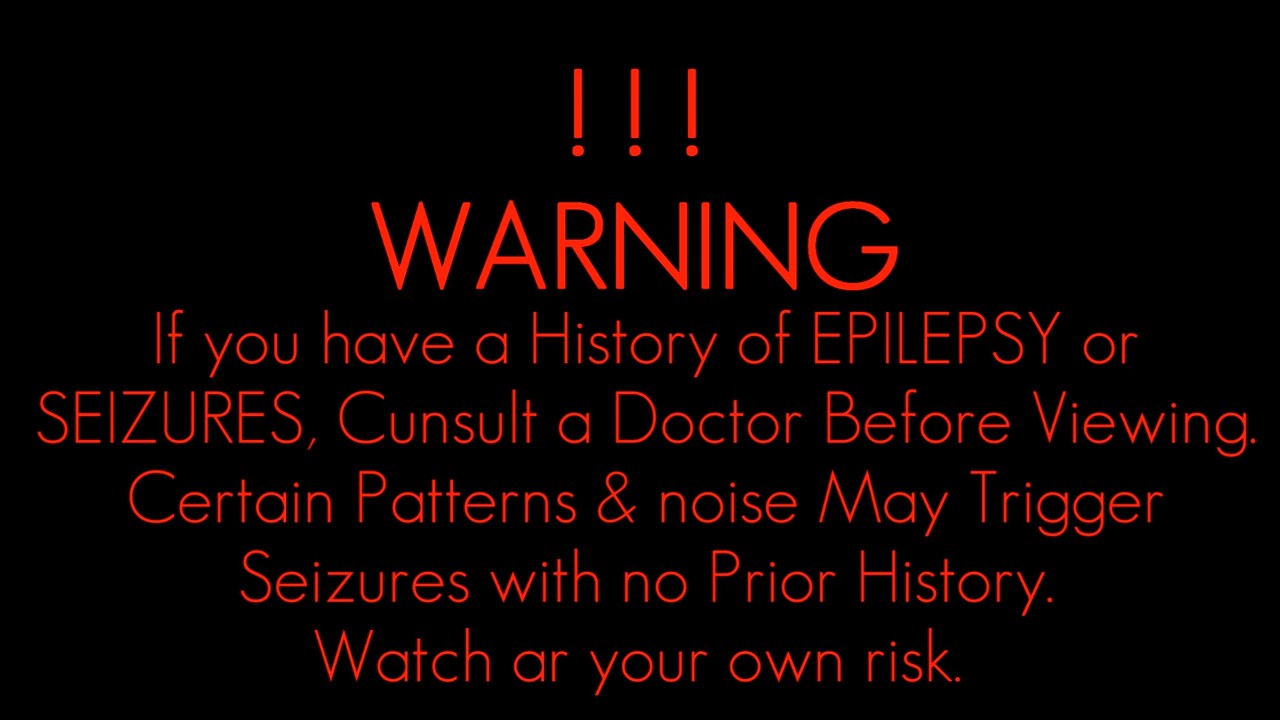 ! ! !
WARNING
If you have a History of EPILEPSY or
SEIZURES, Cunsult a Doctor Before Viewing.
Certain Patterns & noise May Trigger
Seizures with no Prior History.
Watch ar your own risk.